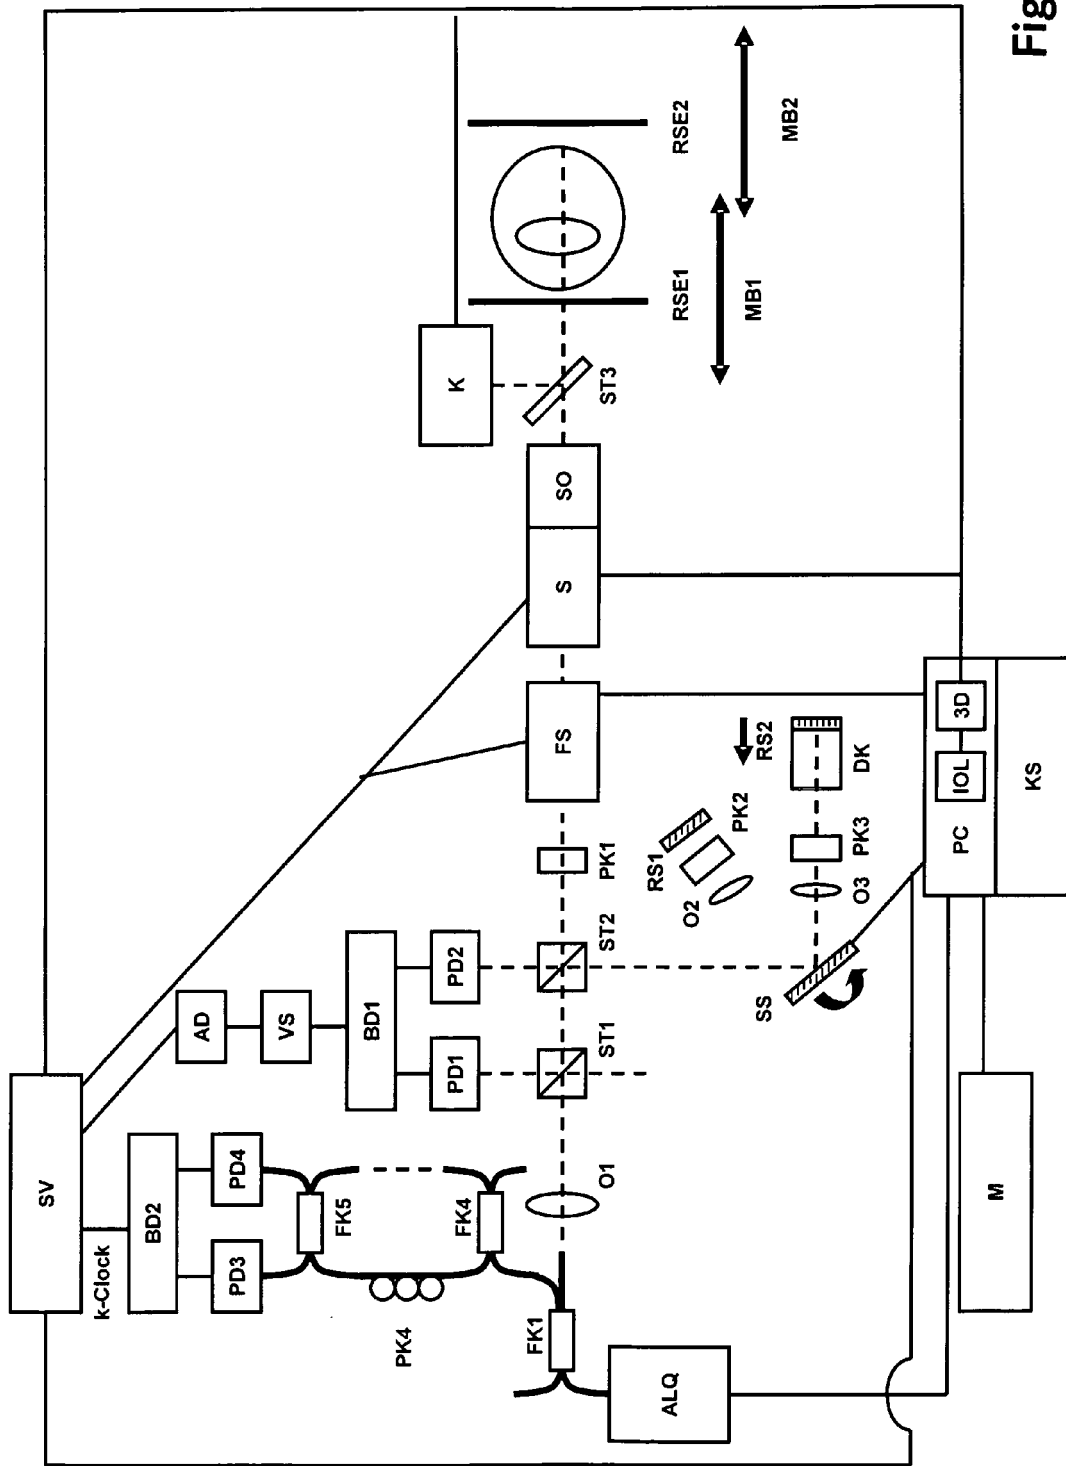 Fig
SV
k-Clock
BD2
PD3
PD4
FK5
FK4
PK4
FK1
ALQ
O1
AD
VS
BD1
PD1
PD2
ST1
ST2
PK1
FS
S
SO
K
ST3
RSE1
RSE2
MB1
MB2
RS1
PK2
O2
RS2
DK
PK3
O3
SS
3D
IOL
PC
KS
M